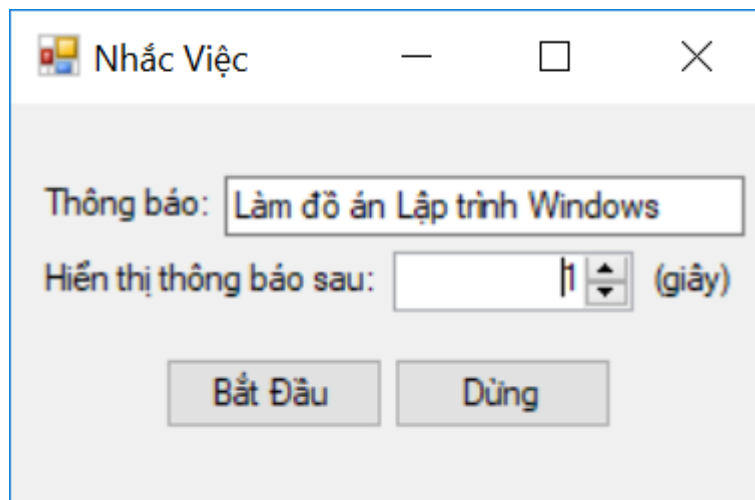 Nhắc Việc
Thông báo: Làm đồ án Lập trình Windows
Hiển thị thông báo sau: 1 (giây)
Bắt Đầu Dừng